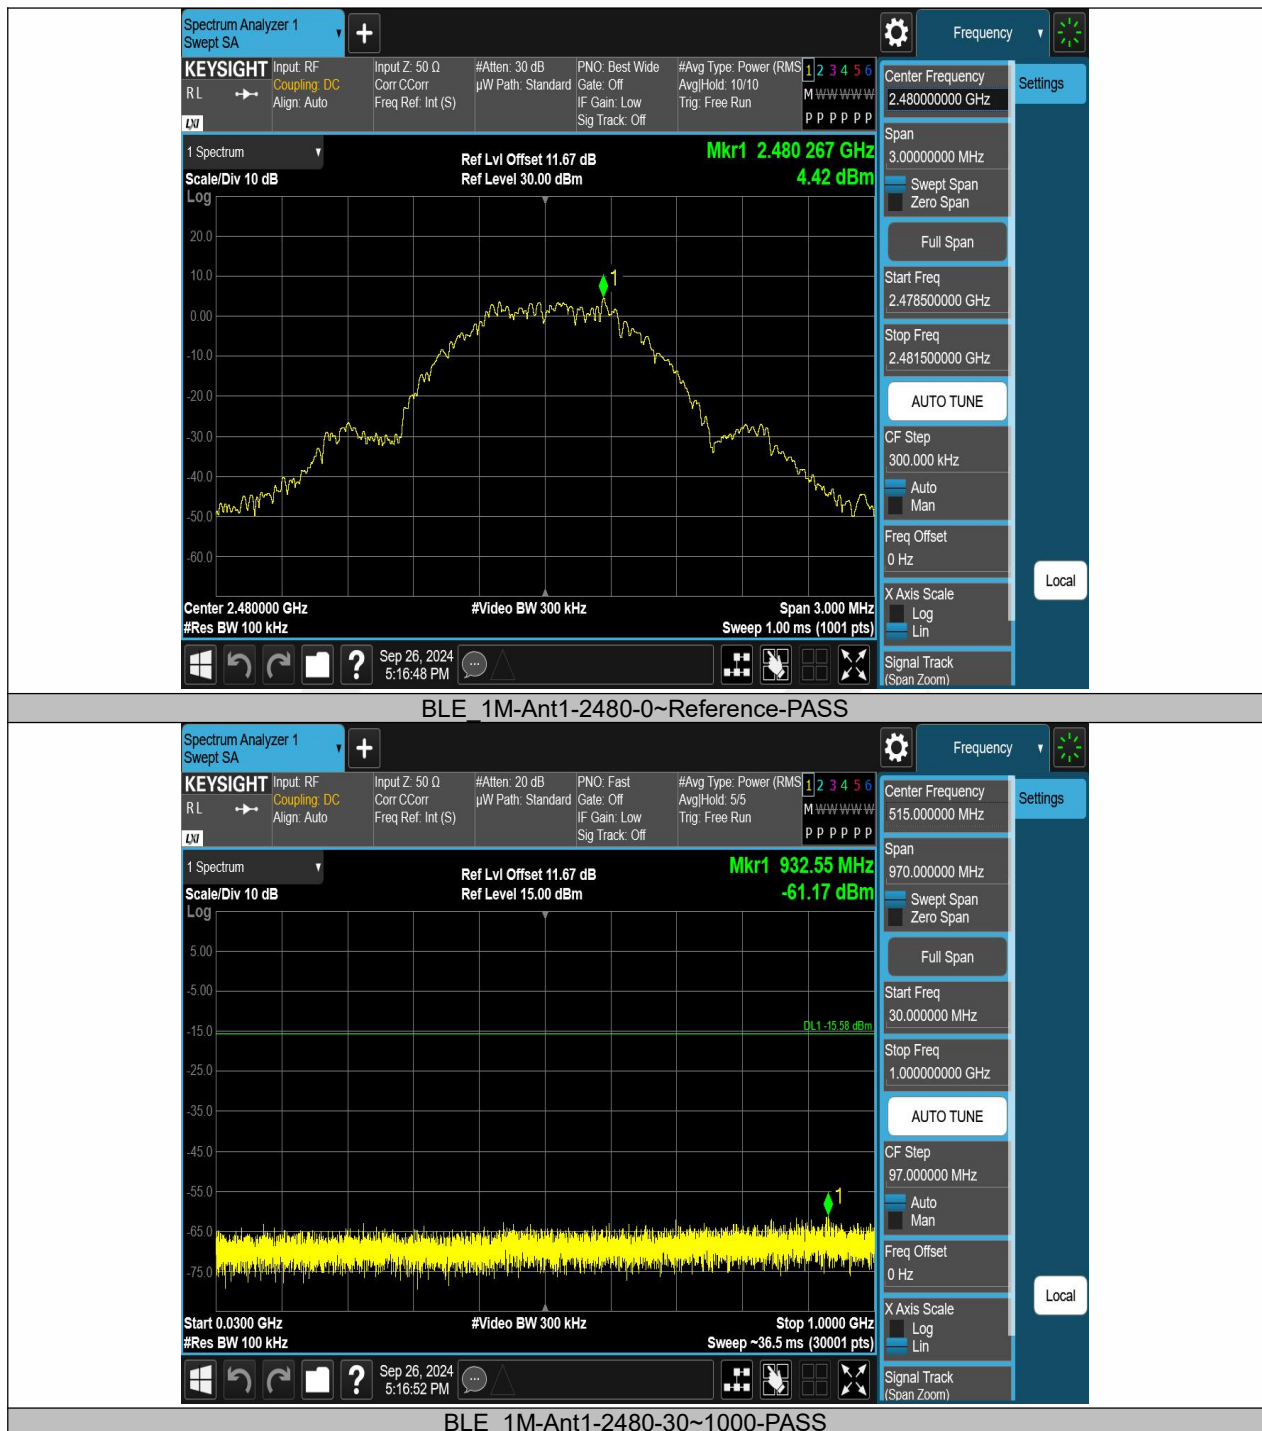 Spectrum Analyzer 1
Swept SA
Frequency
KEYSIGHT
R L
LXI
Input: RF
Coupling: DC
Align: Auto
Input Z: 50 Ω
Corr CCorr
Freq Ref: Int (S)
#Atten: 30 dB
µW Path: Standard
PNO: Best Wide
Gate: Off
IF Gain: Low
Sig Track: Off
#Avg Type: Power (RMS
Avg|Hold: 10/10
Trig: Free Run
1 2 3 4 5 6
M W W W W W
P P P P P P
1 Spectrum
Scale/Div 10 dB
Log
Ref Lvl Offset 11.67 dB
Ref Level 30.00 dBm
Mkr1 2.480 267 GHz
4.42 dBm
20.0
10.0
0.00
-10.0
-20.0
-30.0
-40.0
-50.0
-60.0
1
Center 2.480000 GHz
#Res BW 100 kHz
#Video BW 300 kHz
Span 3.000 MHz
Sweep 1.00 ms (1001 pts)
Sep 26, 2024
5:16:48 PM
Center Frequency
2.480000000 GHz
Span
3.00000000 MHz
Swept Span
Zero Span
Full Span
Start Freq
2.478500000 GHz
Stop Freq
2.481500000 GHz
AUTO TUNE
CF Step
300.000 kHz
Auto
Man
Freq Offset
0 Hz
X Axis Scale
Log
Lin
Signal Track
(Span Zoom)
Settings
Local
BLE_1M-Ant1-2480-0~Reference-PASS
Spectrum Analyzer 1
Swept SA
Frequency
KEYSIGHT
R L
LXI
Input: RF
Coupling: DC
Align: Auto
Input Z: 50 Ω
Corr CCorr
Freq Ref: Int (S)
#Atten: 20 dB
µW Path: Standard
PNO: Fast
Gate: Off
IF Gain: Low
Sig Track: Off
#Avg Type: Power (RMS
Avg|Hold: 5/5
Trig: Free Run
1 2 3 4 5 6
M W W W W W
P P P P P P
1 Spectrum
Scale/Div 10 dB
Log
Ref Lvl Offset 11.67 dB
Ref Level 15.00 dBm
Mkr1 932.55 MHz
-61.17 dBm
5.00
-5.00
-15.0
-25.0
-35.0
-45.0
-55.0
-65.0
-75.0
DL1 -15.58 dBm
1
Start 0.0300 GHz
#Res BW 100 kHz
#Video BW 300 kHz
Stop 1.0000 GHz
Sweep ~36.5 ms (30001 pts)
Sep 26, 2024
5:16:52 PM
Center Frequency
515.000000 MHz
Span
970.000000 MHz
Swept Span
Zero Span
Full Span
Start Freq
30.000000 MHz
Stop Freq
1.000000000 GHz
AUTO TUNE
CF Step
97.000000 MHz
Auto
Man
Freq Offset
0 Hz
X Axis Scale
Log
Lin
Signal Track
(Span Zoom)
Settings
Local
BLE_1M-Ant1-2480-30~1000-PASS